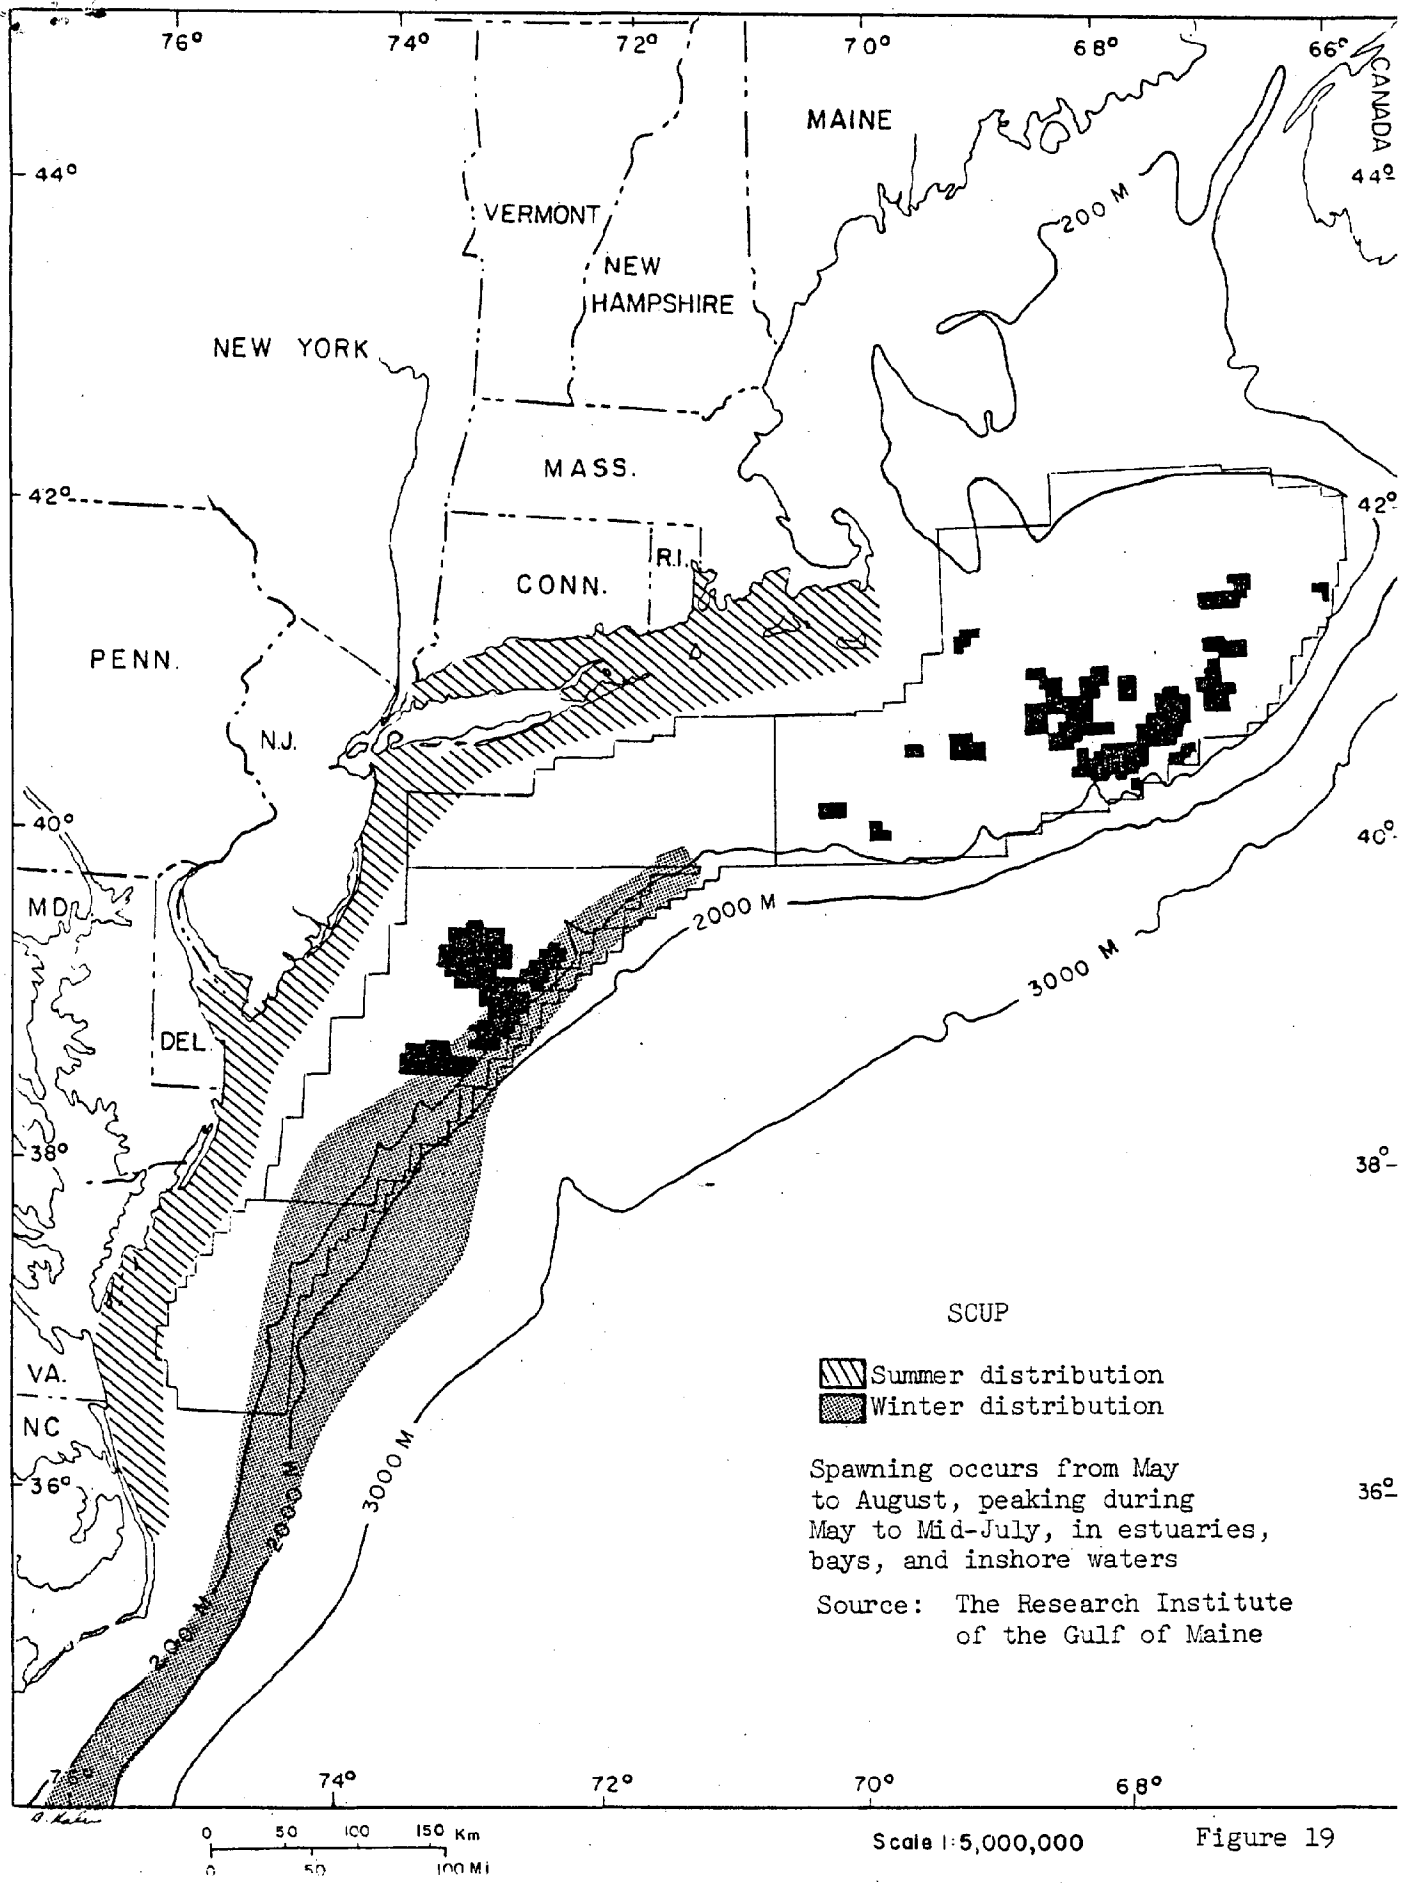 76° 74° 72° 70° 68° 66°
CANADA
MAINE
44° 44°
VERMONT
200 M
NEW
HAMPSHIRE
NEW YORK
MASS.
42° 42°
R.I.
CONN.
PENN.
N.J.
40° 40°
MD.
2000 M
3000 M
DEL.
38° 38°
SCUP
Summer distribution
Winter distribution
VA.
NC
3000 M
2000 M
200 M
36° 36°
Spawning occurs from May
to August, peaking during
May to Mid-July, in estuaries,
bays, and inshore waters
Source: The Research Institute
of the Gulf of Maine
76° 74° 72° 70° 68°
0 50 100 150 Km
0 50 100 Mi
Scale 1:5,000,000
Figure 19